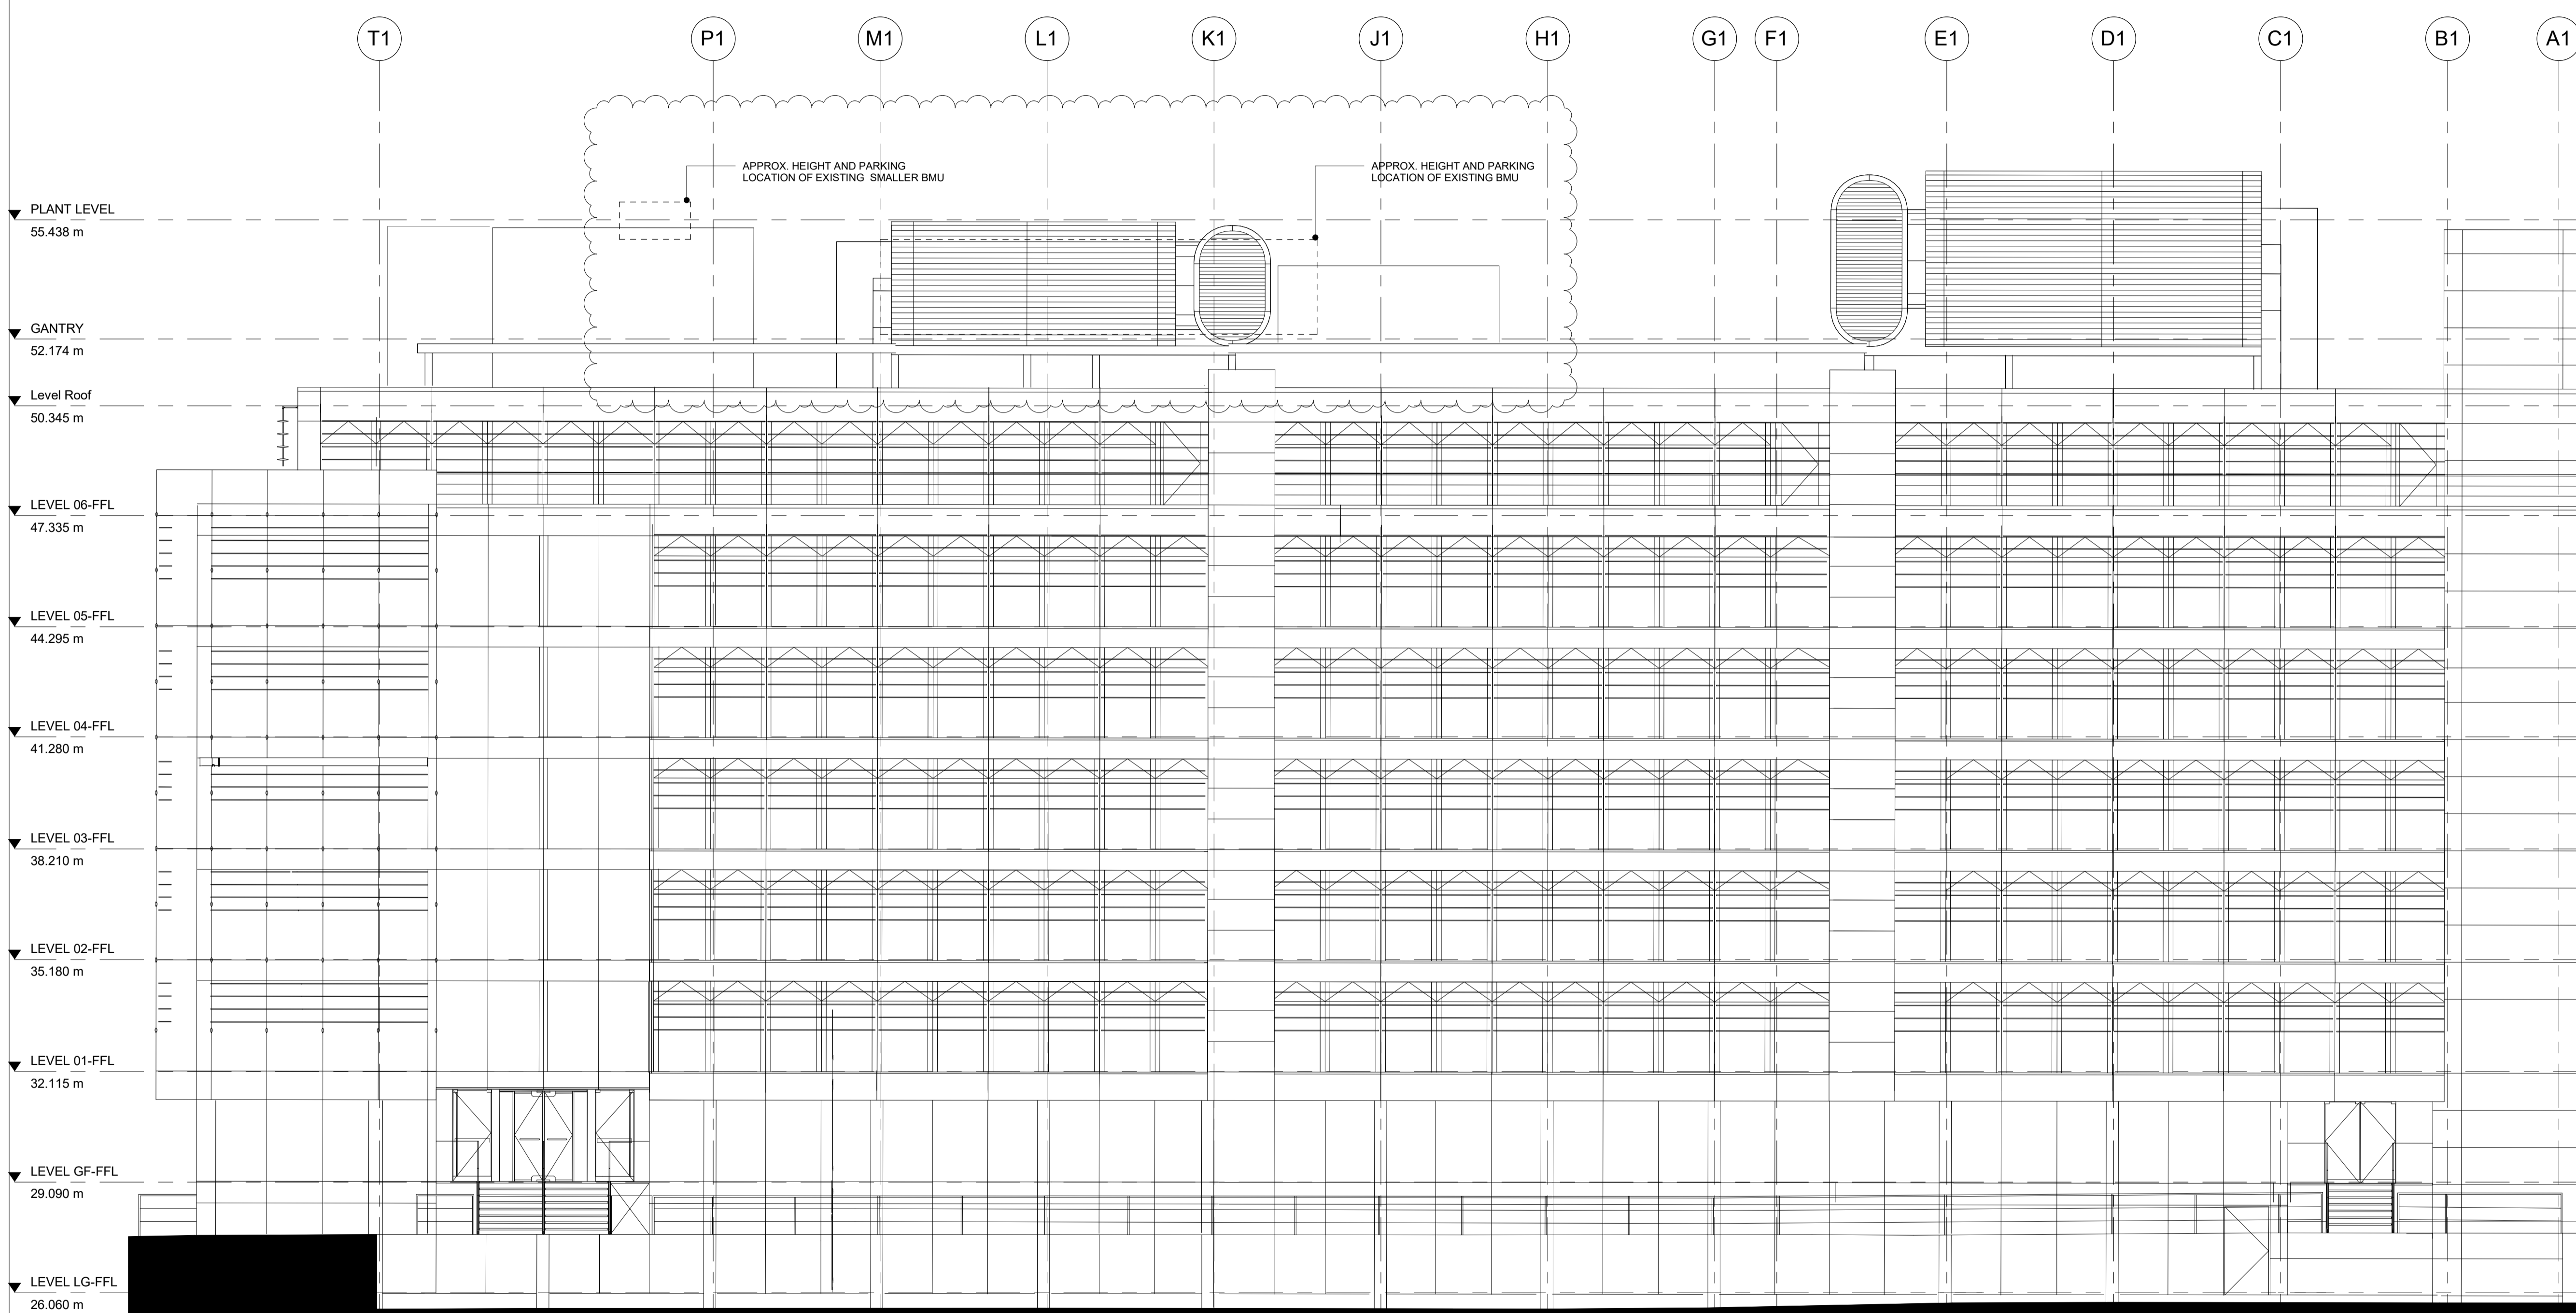 T1 P1 M1 L1 K1 J1 H1 G1 F1 E1 D1 C1 B1 A1
APPROX. HEIGHT AND PARKING
LOCATION OF EXISTING SMALLER BMU
APPROX. HEIGHT AND PARKING
LOCATION OF EXISTING BMU
PLANT LEVEL
55.438 m
GANTRY
52.174 m
Level Roof
50.345 m
LEVEL 06-FFL
47.335 m
LEVEL 05-FFL
44.295 m
LEVEL 04-FFL
41.280 m
LEVEL 03-FFL
38.210 m
LEVEL 02-FFL
35.180 m
LEVEL 01-FFL
32.115 m
LEVEL GF-FFL
29.090 m
LEVEL LG-FFL
26.060 m